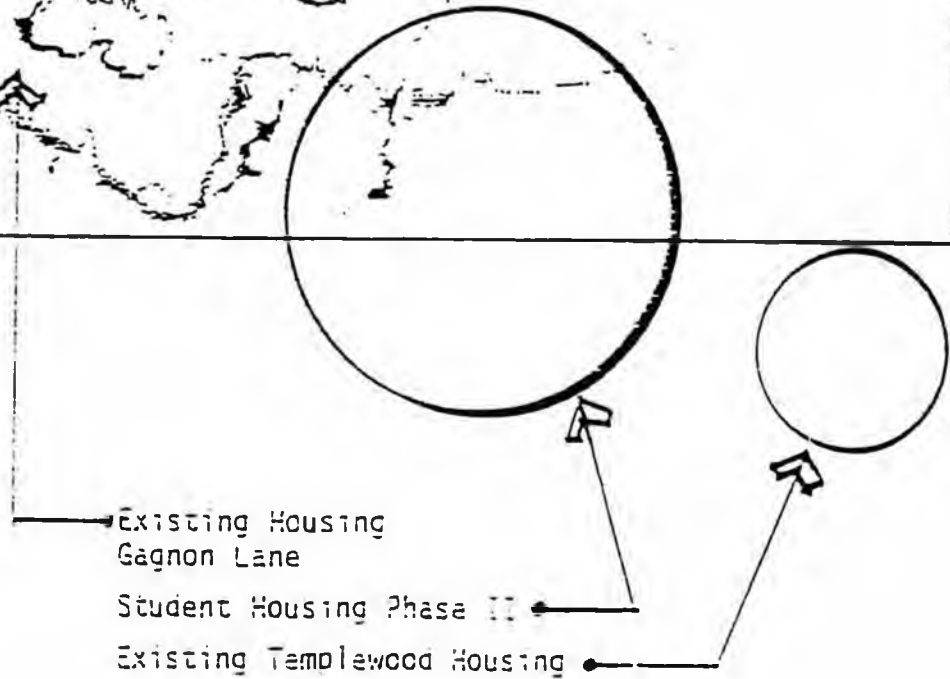 Existing Housing
Gagnon Lane
Student Housing Phase II
Existing Templewood Housing